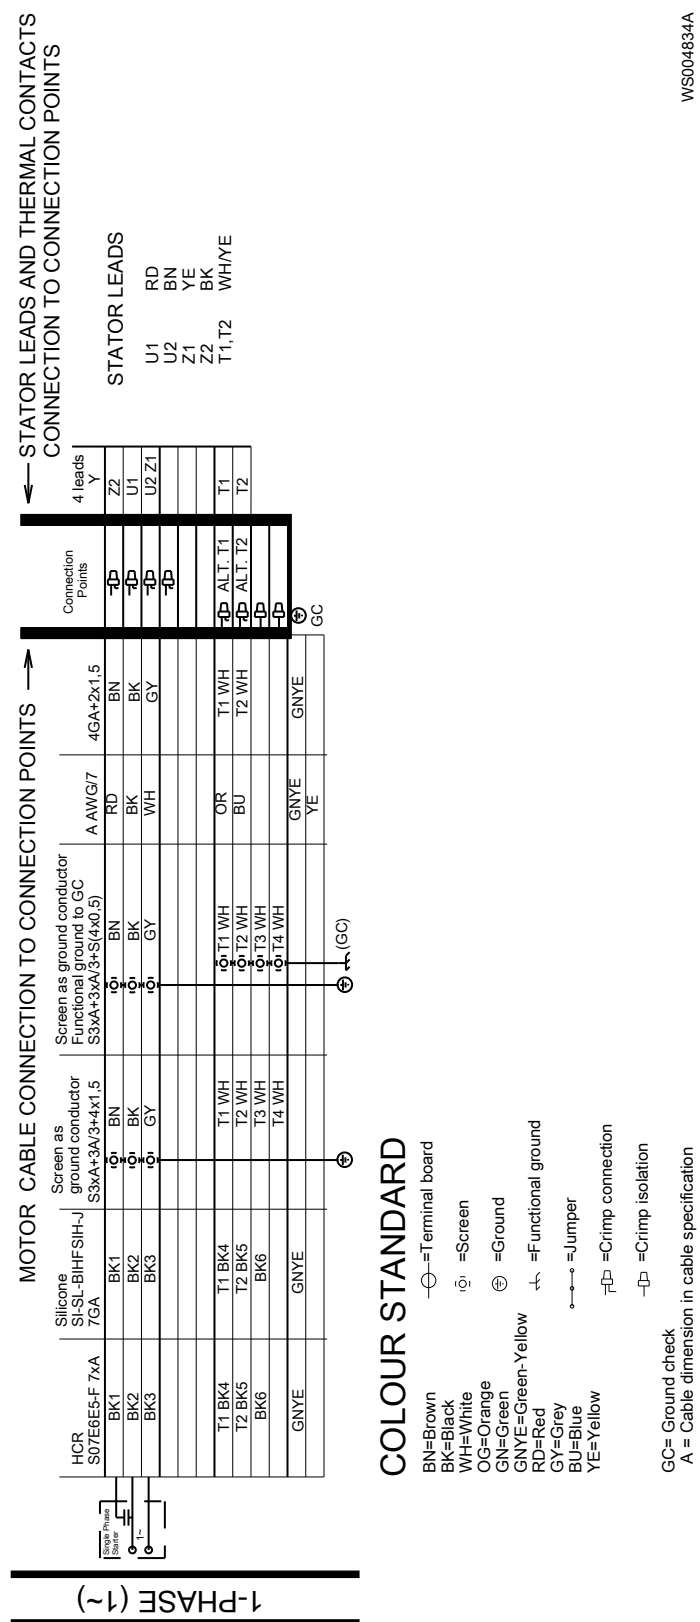 1-PHASE (1~)
MOTOR CABLE CONNECTION TO CONNECTION POINTS
STATOR LEADS AND THERMAL CONTACTS
CONNECTION TO CONNECTION POINTS
Single Phase
Starter
1~
HCR
S07E6E5-F 7xA
BK1
BK2
BK3
T1 BK4
T2 BK5
BK6
GNYE
Silicone
SI-SL-BIHFSIH-J
7GA
BK1
BK2
BK3
T1 BK4
T2 BK5
BK6
GNYE
Screen as
ground conductor
S3xA+3A/3+4x1,5
BN
BK
GY
T1 WH
T2 WH
T3 WH
T4 WH
Screen as ground conductor
Functional ground to GC
S3xA+3xA/3+S(4x0,5)
BN
BK
GY
T1 WH
T2 WH
T3 WH
T4 WH
(GC)
A AWG/7
RD
BK
WH
OR
BU
GNYE
YE
4GA+2x1,5
BN
BK
GY
T1 WH
T2 WH
GNYE
Connection
Points
ALT. T1
ALT. T2
GC
4 leads
Y
Z2
U1
U2 Z1
T1
T2
STATOR LEADS
U1 RD
U2 BN
Z1 YE
Z2 BK
T1,T2 WH/YE
COLOUR STANDARD
BN=Brown
BK=Black
WH=White
OG=Orange
GN=Green
GNYE=Green-Yellow
RD=Red
GY=Grey
BU=Blue
YE=Yellow
=Terminal board
=Screen
=Ground
=Functional ground
=Jumper
=Crimp connection
=Crimp isolation
GC= Ground check
A = Cable dimension in cable specification
WS004834A